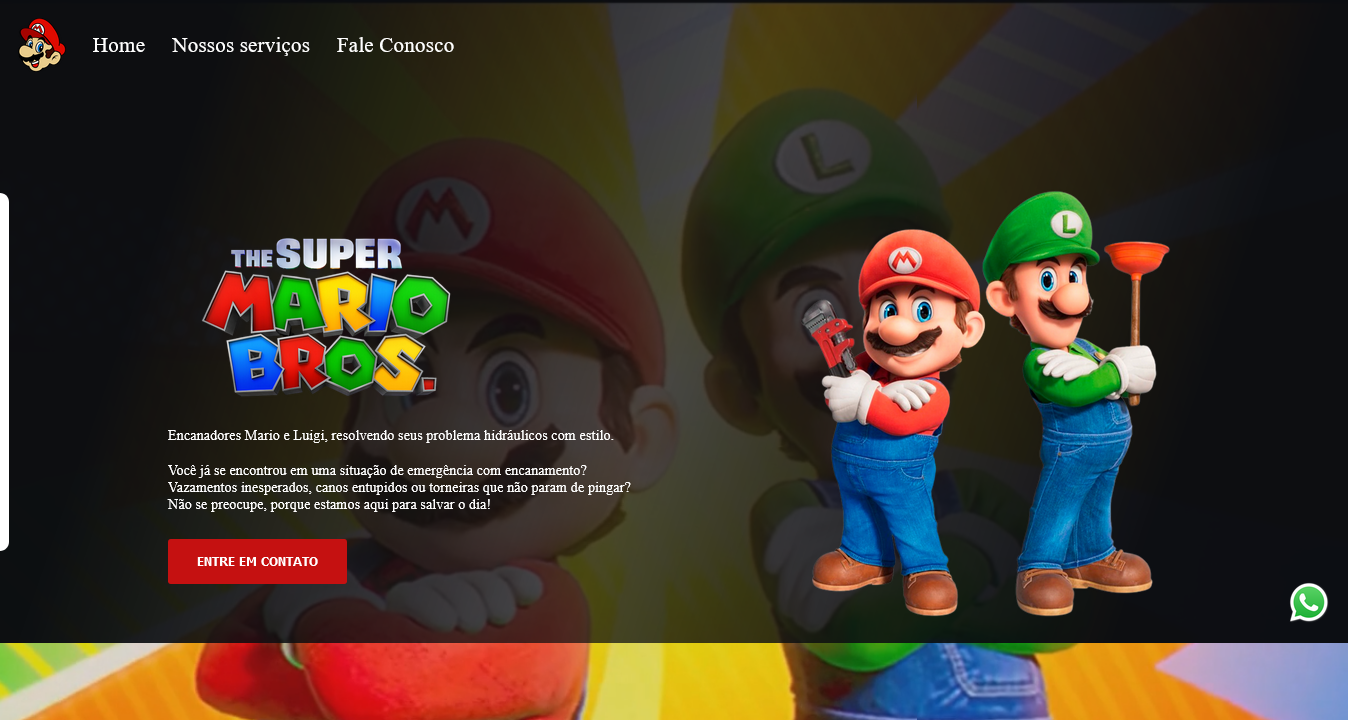 Home Nossos serviços Fale Conosco
M
L
L
M
THE SUPER
MARIO
BROS.
Encanadores Mario e Luigi, resolvendo seus problema hidráulicos com estilo.
Você já se encontrou em uma situação de emergência com encanamento?
Vazamentos inesperados, canos entupidos ou torneiras que não param de pingar?
Não se preocupe, porque estamos aqui para salvar o dia!
ENTRE EM CONTATO